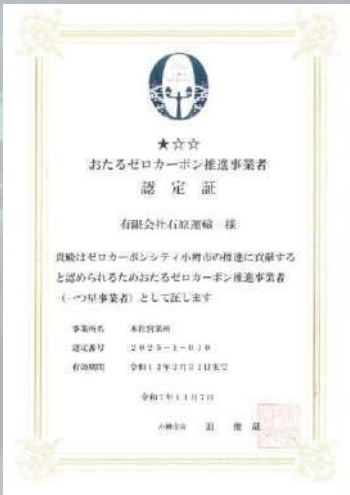 ★☆☆
おたるゼロカーボン推進事業者
認定証
有限会社石原運輸 様
貴殿はゼロカーボンシティ小樽市の推進に貢献する
と認められるためおたるゼロカーボン推進事業者
(一つ星事業者)として証します
事業所名 本社営業所
認定番号 2025-1-010
有効期間 令和12年3月31日まで
令和7年11月7日
小樽市長 迫 俊哉